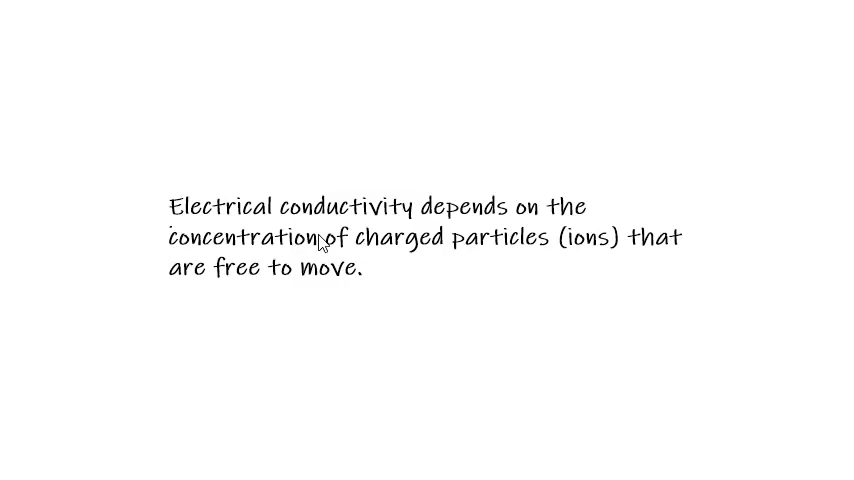 Electrical conductivity depends on the
concentration of charged particles (ions) that
are free to move.